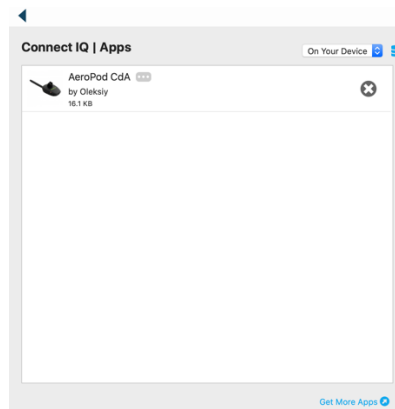 Connect IQ | Apps
On Your Device
AeroPod CdA
by Oleksiy
16.1 KB
Get More Apps